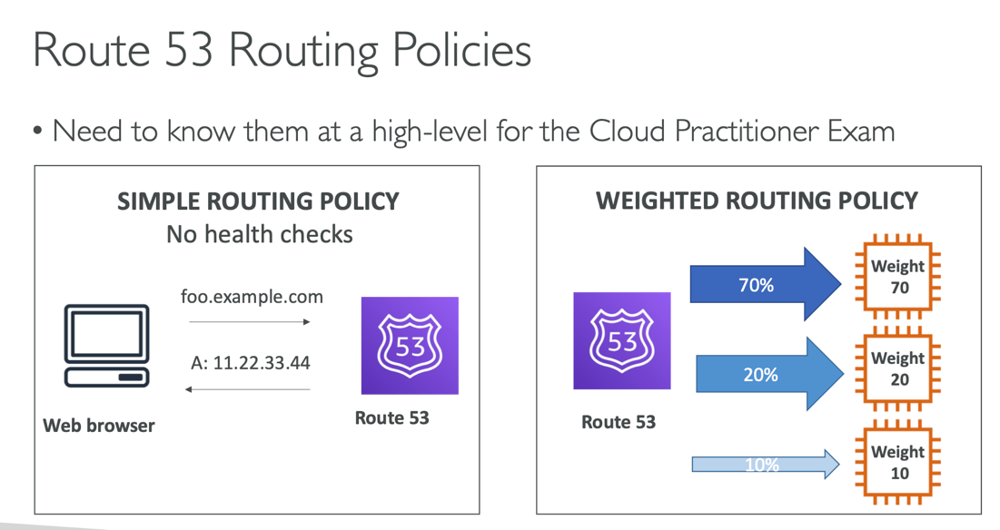 Route 53 Routing Policies
• Need to know them at a high-level for the Cloud Practitioner Exam
SIMPLE ROUTING POLICY
No health checks
foo.example.com
53
A: 11.22.33.44
Web browser
Route 53
WEIGHTED ROUTING POLICY
53
Route 53
70%
Weight
70
20%
Weight
20
10%
Weight
10